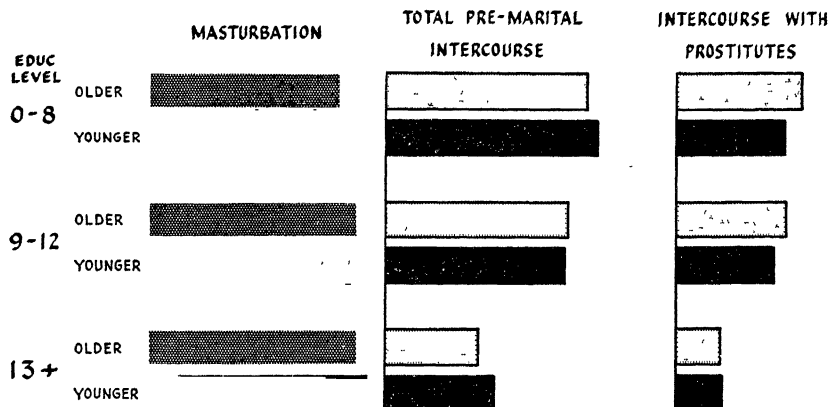 MASTURBATION
TOTAL PRE-MARITAL
INTERCOURSE
INTERCOURSE WITH
PROSTITUTES
EDUC
LEVEL
0-8
OLDER
YOUNGER
9-12
OLDER
YOUNGER
13+
OLDER
YOUNGER